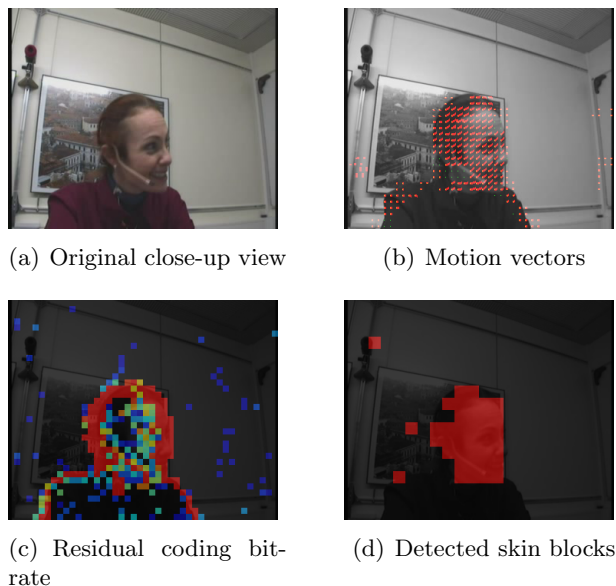 (a) Original close-up view
(b) Motion vectors
(c) Residual coding bit-
rate
(d) Detected skin blocks